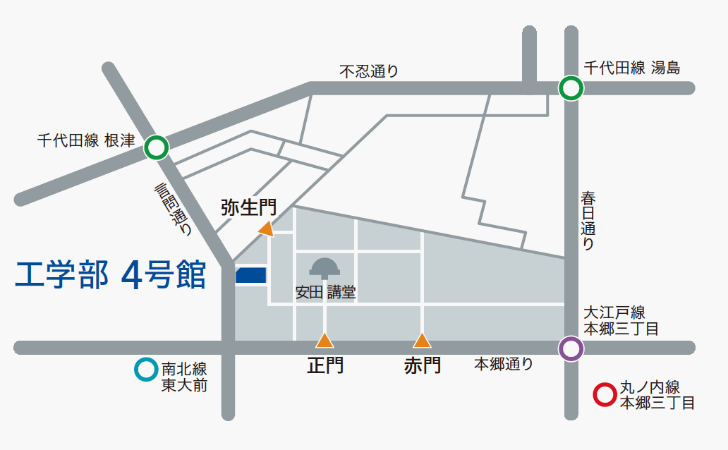 不忍通り
千代田線 湯島
千代田線 根津
言問通り
弥生門
春日通り
工学部 4号館
安田 講堂
大江戸線
本郷三丁目
正門
赤門
本郷通り
南北線
東大前
丸ノ内線
本郷三丁目